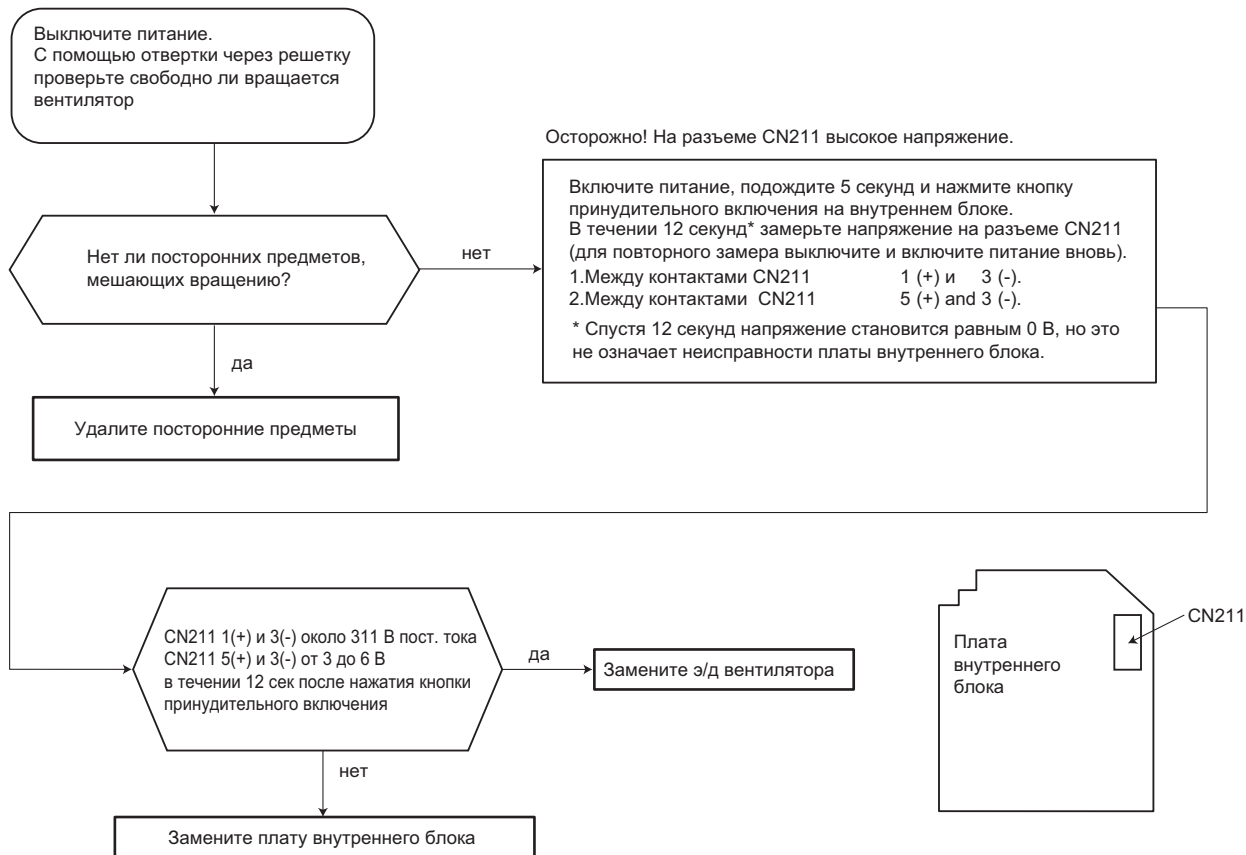 Выключите питание.
С помощью отвертки через решетку
проверьте свободно ли вращается
вентилятор
Нет ли посторонних предметов,
мешающих вращению?
нет
да
Удалите посторонние предметы
Осторожно! На разъеме CN211 высокое напряжение.
Включите питание, подождите 5 секунд и нажмите кнопку
принудительного включения на внутреннем блоке.
В течении 12 секунд* замерьте напряжение на разъеме CN211
(для повторного замера выключите и включите питание вновь).
1.Между контактами CN211 1 (+) и 3 (-).
2.Между контактами CN211 5 (+) and 3 (-).
* Спустя 12 секунд напряжение становится равным 0 В, но это
не означает неисправности платы внутреннего блока.
CN211 1(+) и 3(-) около 311 В пост. тока
CN211 5(+) и 3(-) от 3 до 6 В
в течении 12 сек после нажатия кнопки
принудительного включения
да
Замените э/д вентилятора
нет
Замените плату внутреннего блока
CN211
Плата
внутреннего
блока